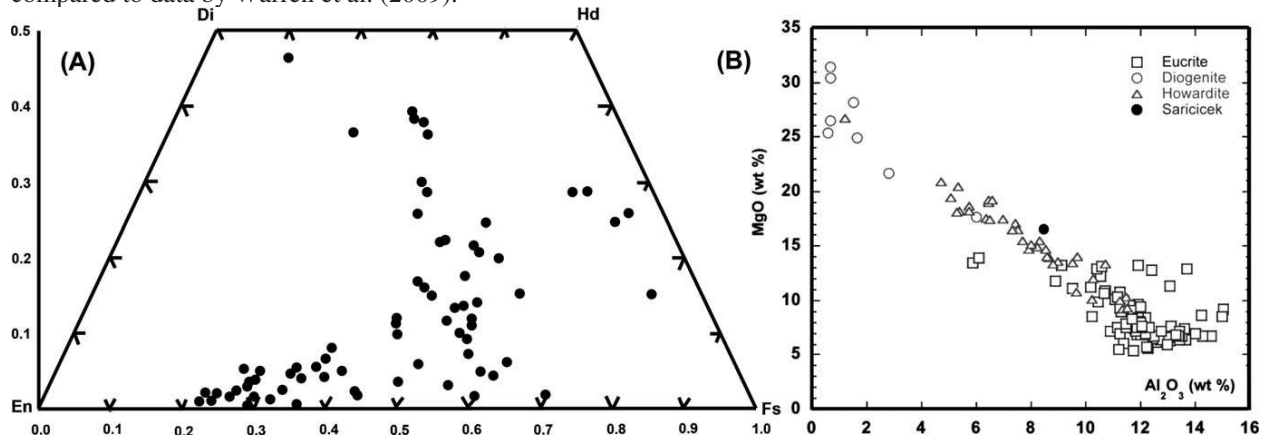 compared to data by Warren et al. (2009).
Di
Hd
(A)
0.5
0.4
0.3
0.2
0.1
0.0
En
Fs
0.1
0.2
0.3
0.4
0.5
0.6
0.7
0.8
0.9
1.0
(B)
Eucrite
Diogenite
Howardite
Saricicek
MgO (wt %)
35
30
25
20
15
10
5
0
Al₂O₃ (wt %)
0
2
4
6
8
10
12
14
16